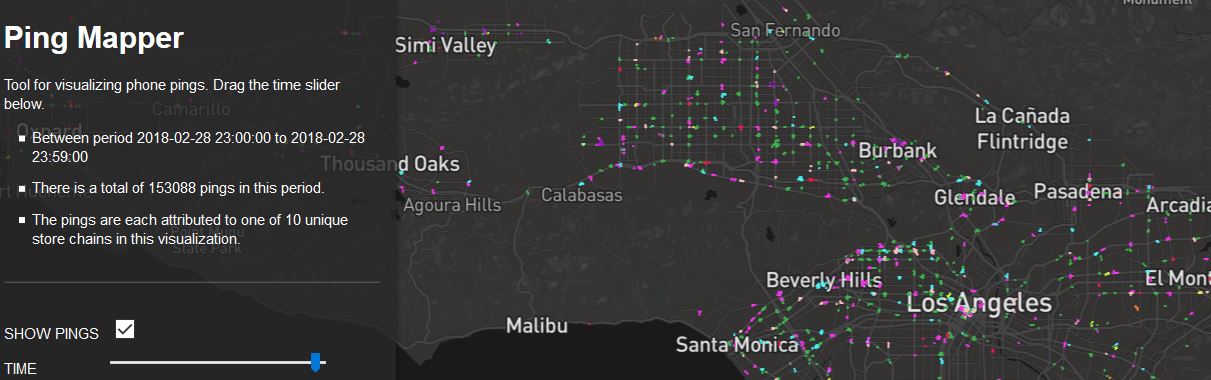 Ping Mapper
Tool for visualizing phone pings. Drag the time slider
below.
Between period 2018-02-28 23:00:00 to 2018-02-28
23:59:00
There is a total of 153088 pings in this period.
The pings are each attributed to one of 10 unique
store chains in this visualization.
SHOW PINGS
TIME
Camarillo
Oxnard
Thousand Oaks
Point Mugu
State Park
Simi Valley
San Fernando
Monument
La Cañada
Flintridge
Burbank
Agoura Hills
Calabasas
Glendale
Pasadena
Arcadia
Beverly Hills
Los Angeles
El Mont
Malibu
Santa Monica